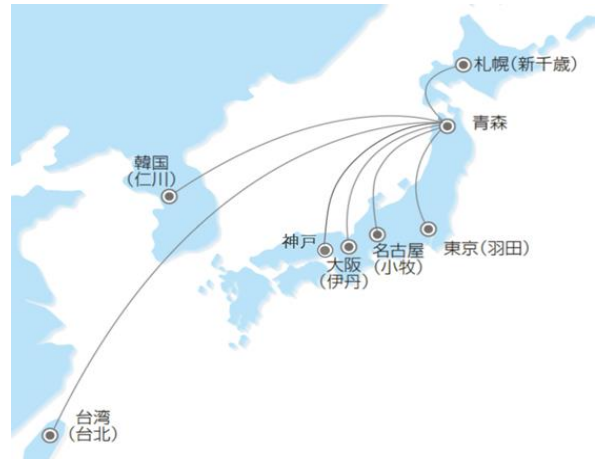 札幌(新千歳)
青森
韓国
(仁川)
神戸
大阪
(伊丹)
名古屋
(小牧)
東京(羽田)
台湾
(台北)